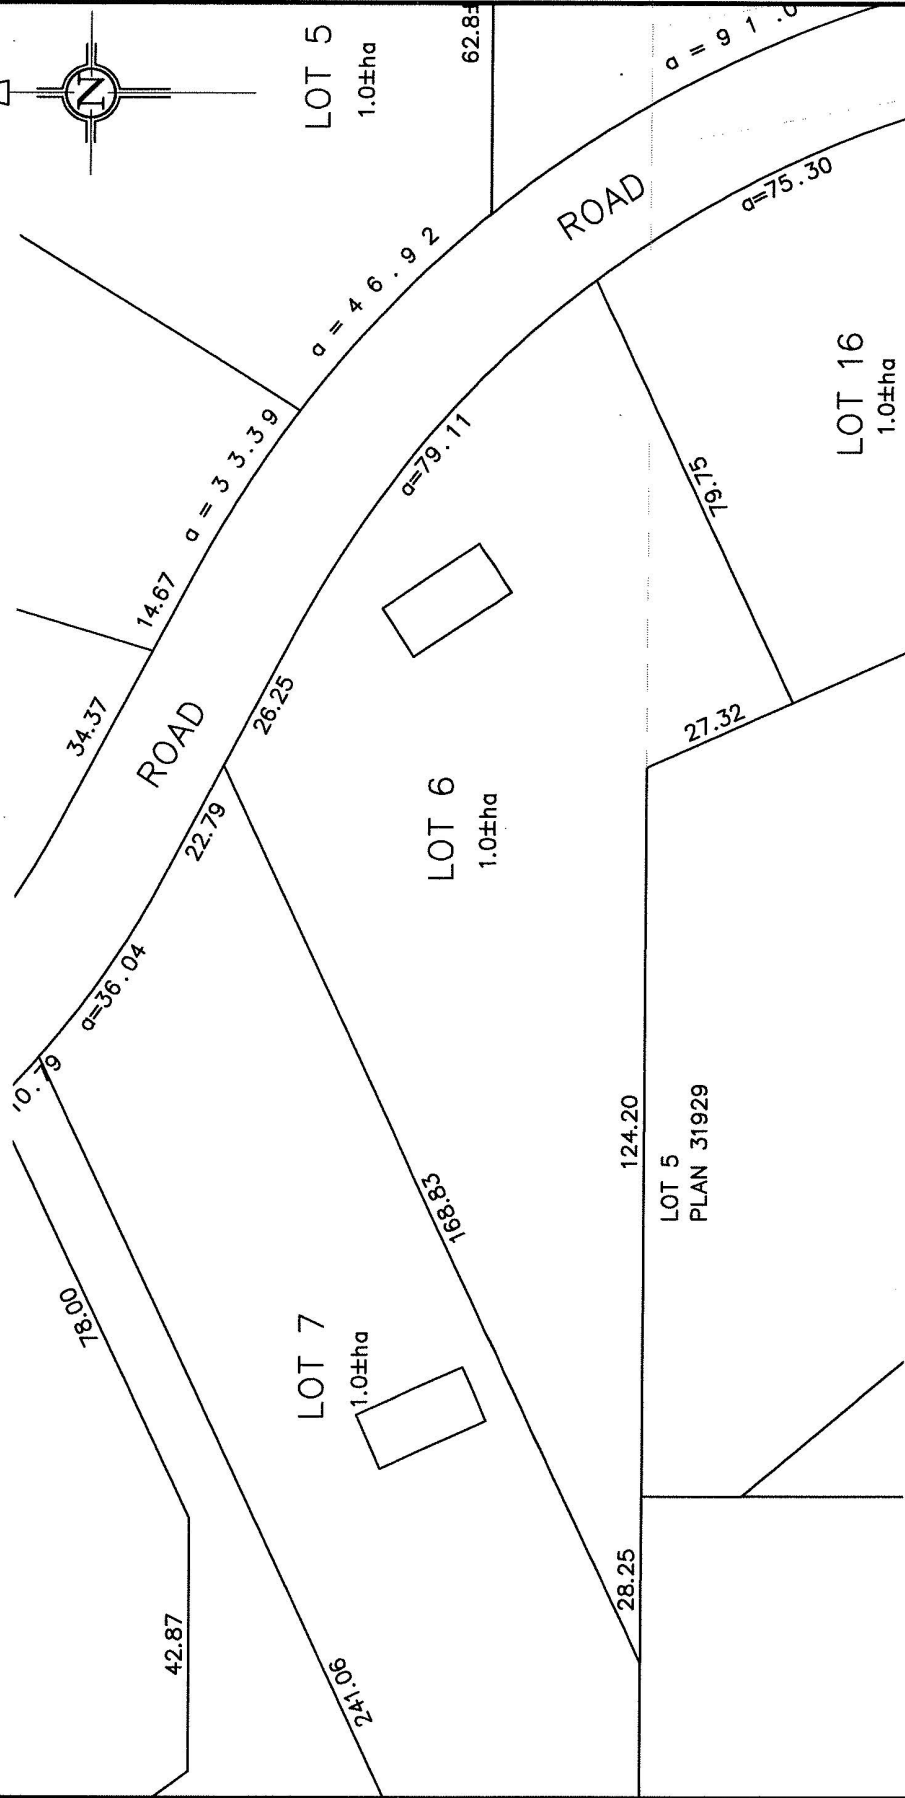 N
LOT 5
1.0±ha
62.8±
a = 9 1 .0
a = 4 6 . 9 2
ROAD
a=75.30
a = 3 3.3 9
14.67
a=79.11
LOT 16
1.0±ha
79.75
34.37
ROAD
26.25
27.32
22.79
LOT 6
1.0±ha
a=36.04
10.79
168.83
124.20
LOT 5
PLAN 31929
78.00
LOT 7
1.0±ha
28.25
42.87
241.06